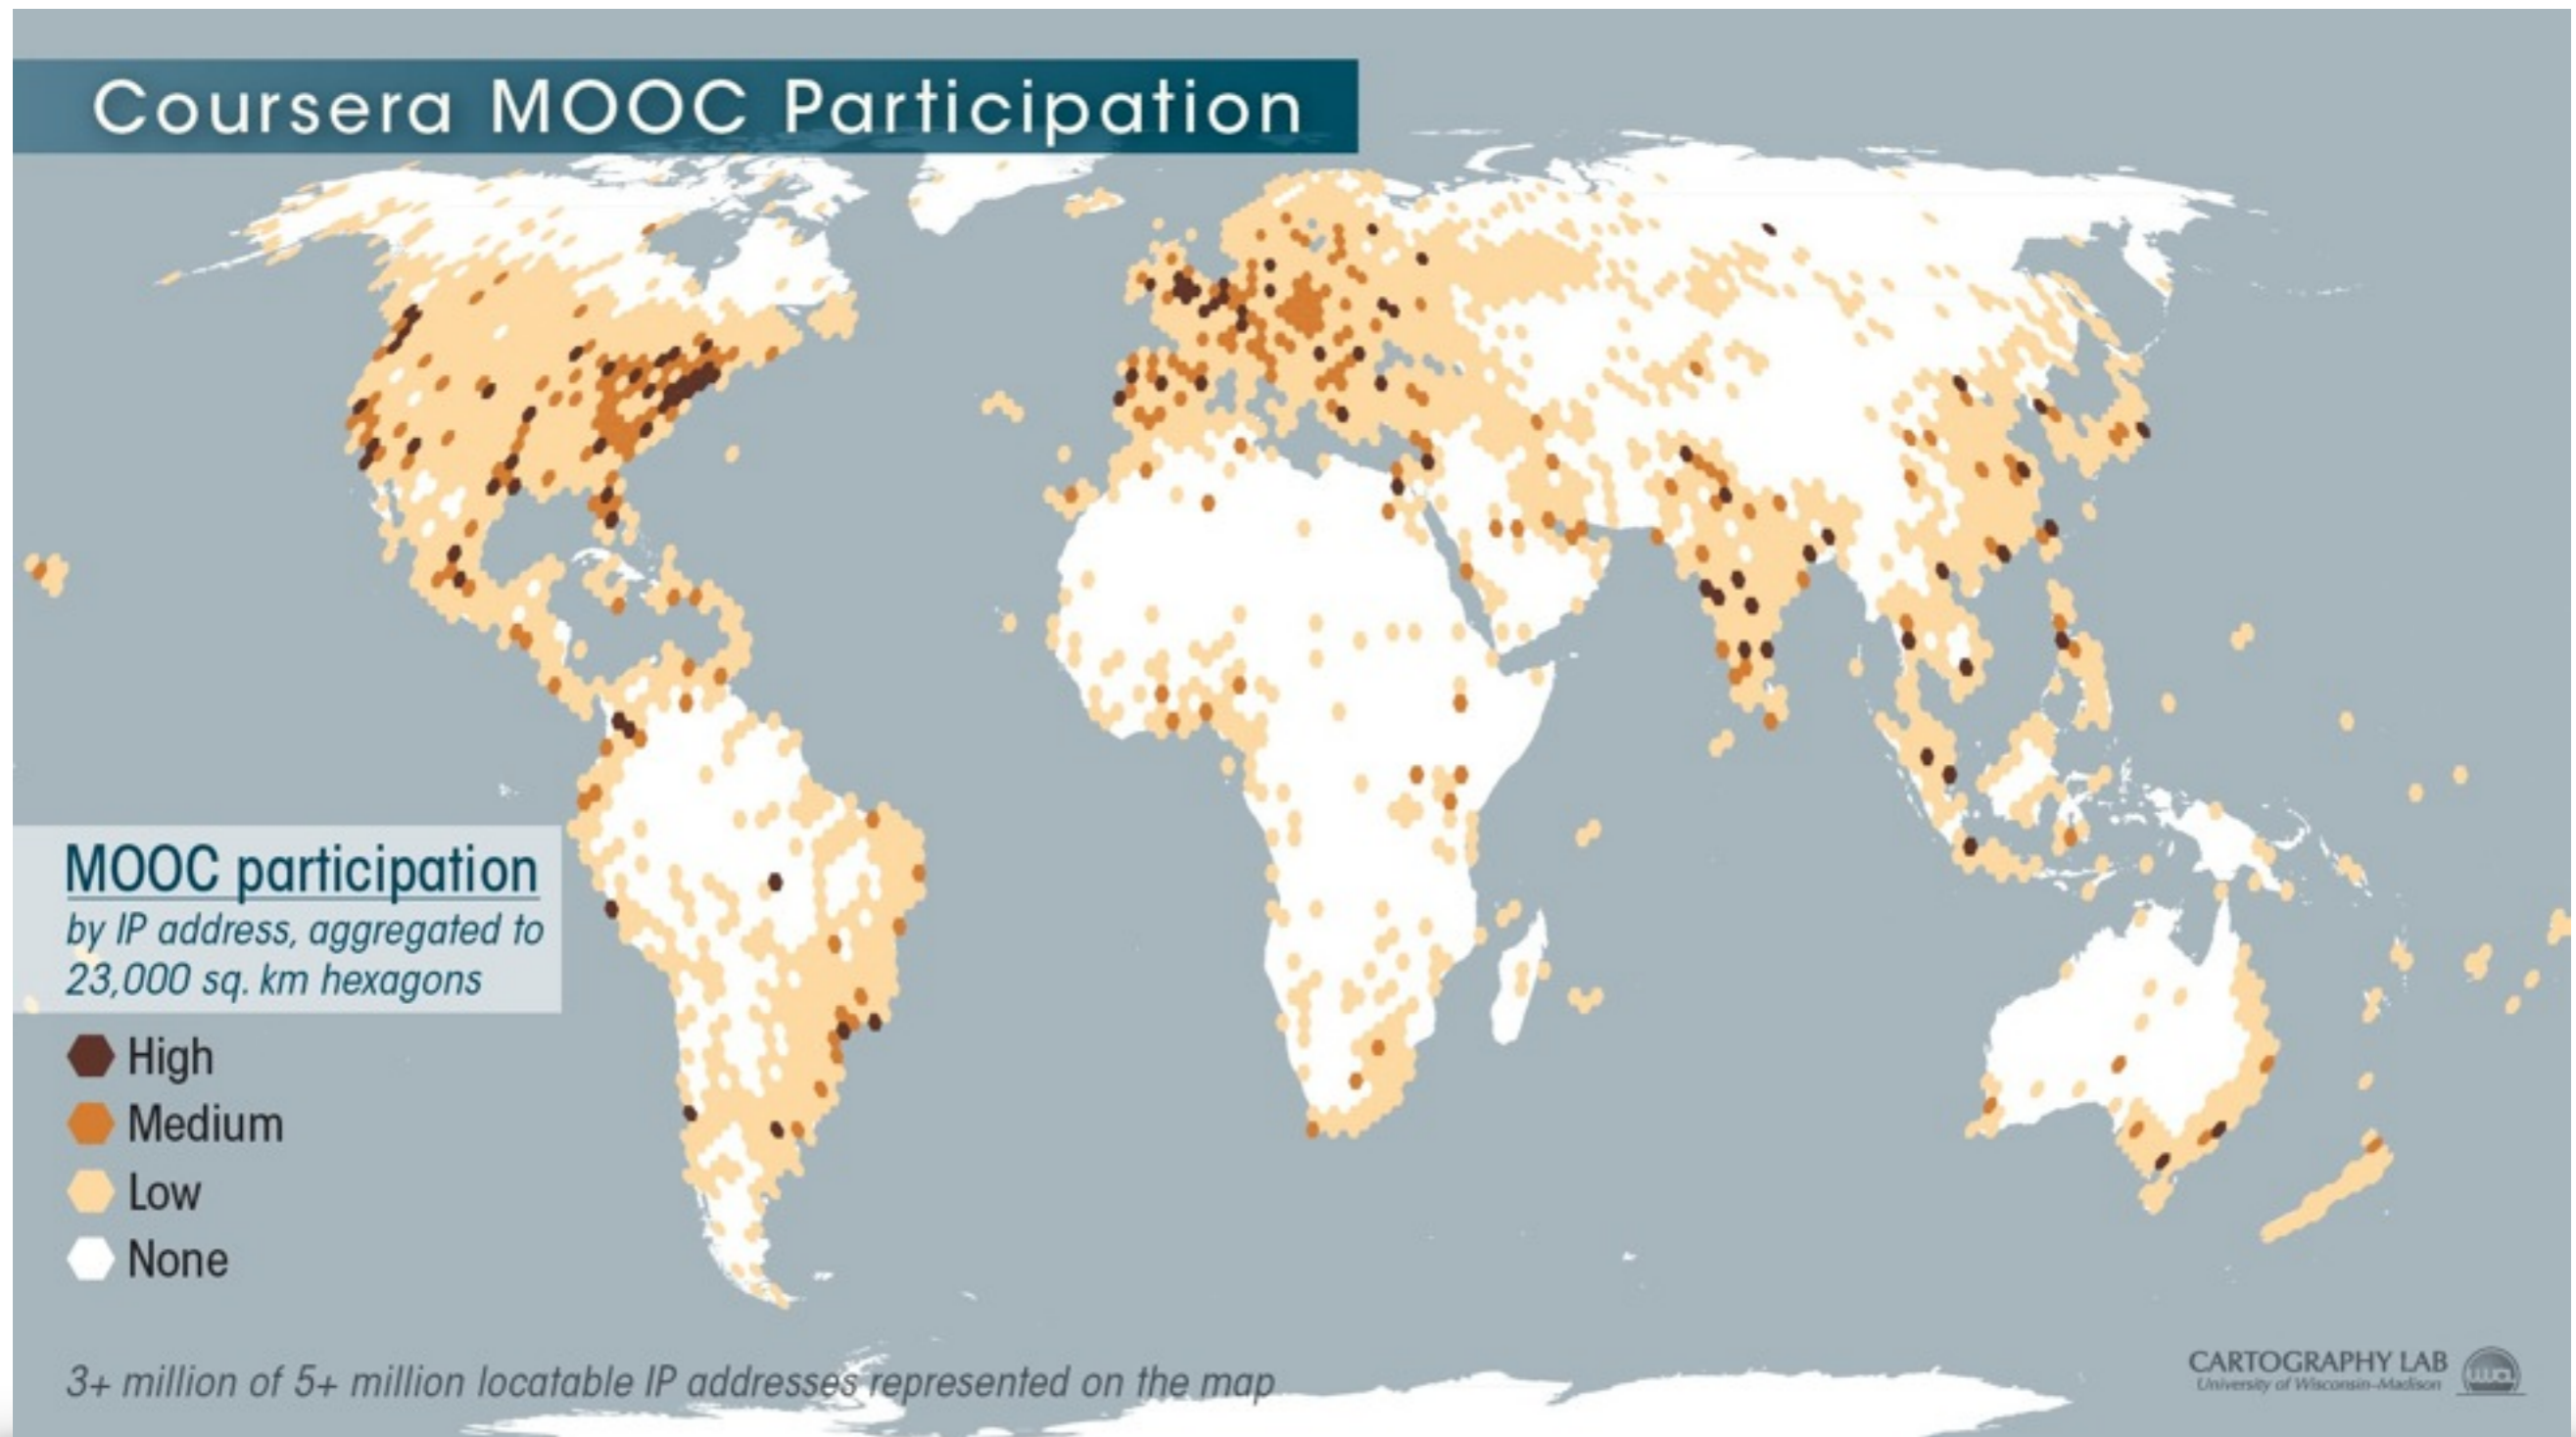 Coursera MOOC Participation
MOOC participation
by IP address, aggregated to
23,000 sq. km hexagons
High
Medium
Low
None
3+ million of 5+ million locatable IP addresses represented on the map
CARTOGRAPHY LAB
University of Wisconsin-Madison